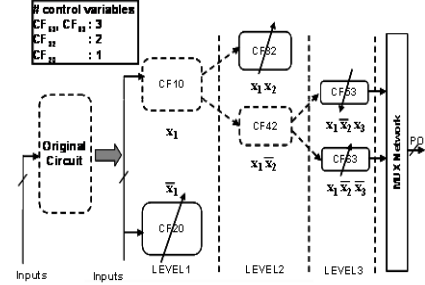 # control variables
CF₅₃, CF₆₃ : 3
CF₃₂ : 2
CF₂₀ : 1
CF32
CF10
x₁ x₂
CF53
x₁
CF42
x₁ x̅₂ x₃
Original
Circuit
x̅₁
x₁ x̅₂
CF63
MUX Network
PO
x₁ x̅₂ x̅₃
CF20
Inputs
Inputs
LEVEL1
LEVEL2
LEVEL3